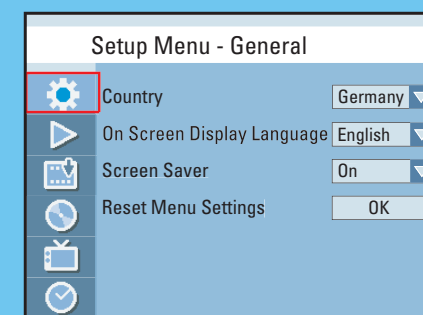 Setup Menu - General
Country Germany
On Screen Display Language English
Screen Saver On
Reset Menu Settings OK